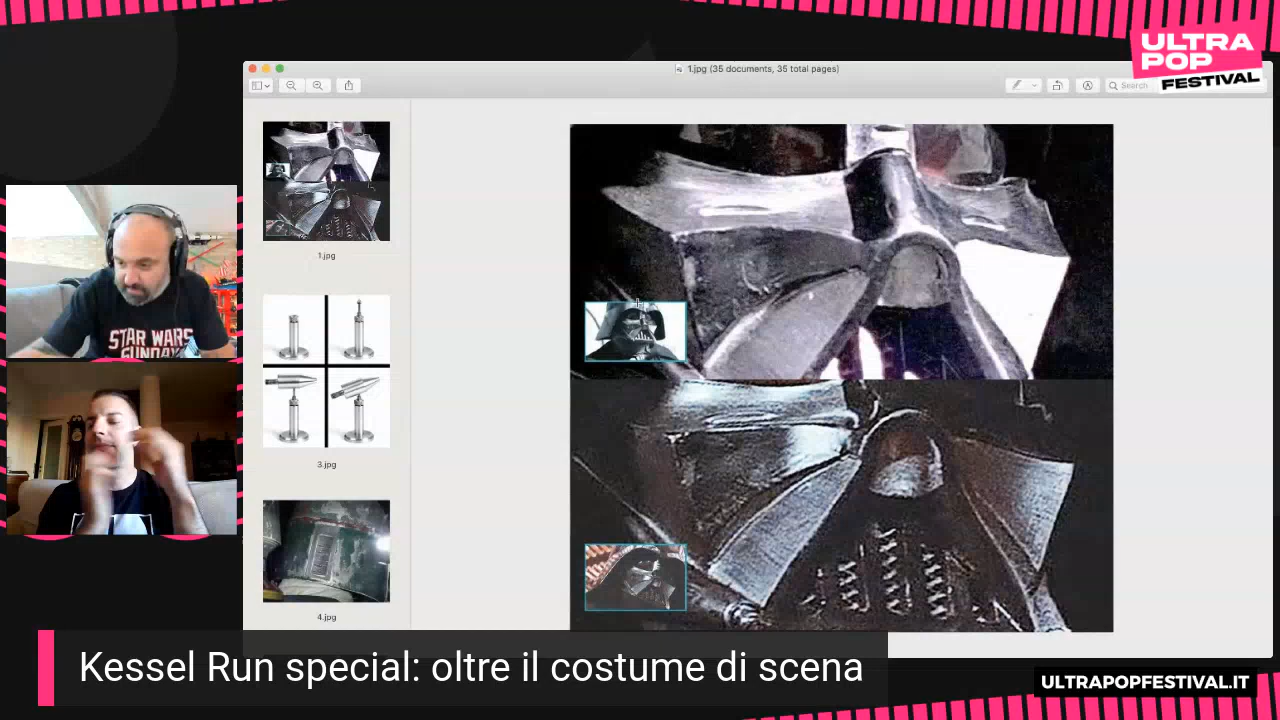 ULTRA
POP
FESTIVAL
1.jpg (35 documents, 35 total pages)
Search
1.jpg
3.jpg
4.jpg
STAR WARS
SUNDAY
Kessel Run special: oltre il costume di scena
ULTRAPOPFESTIVAL.IT